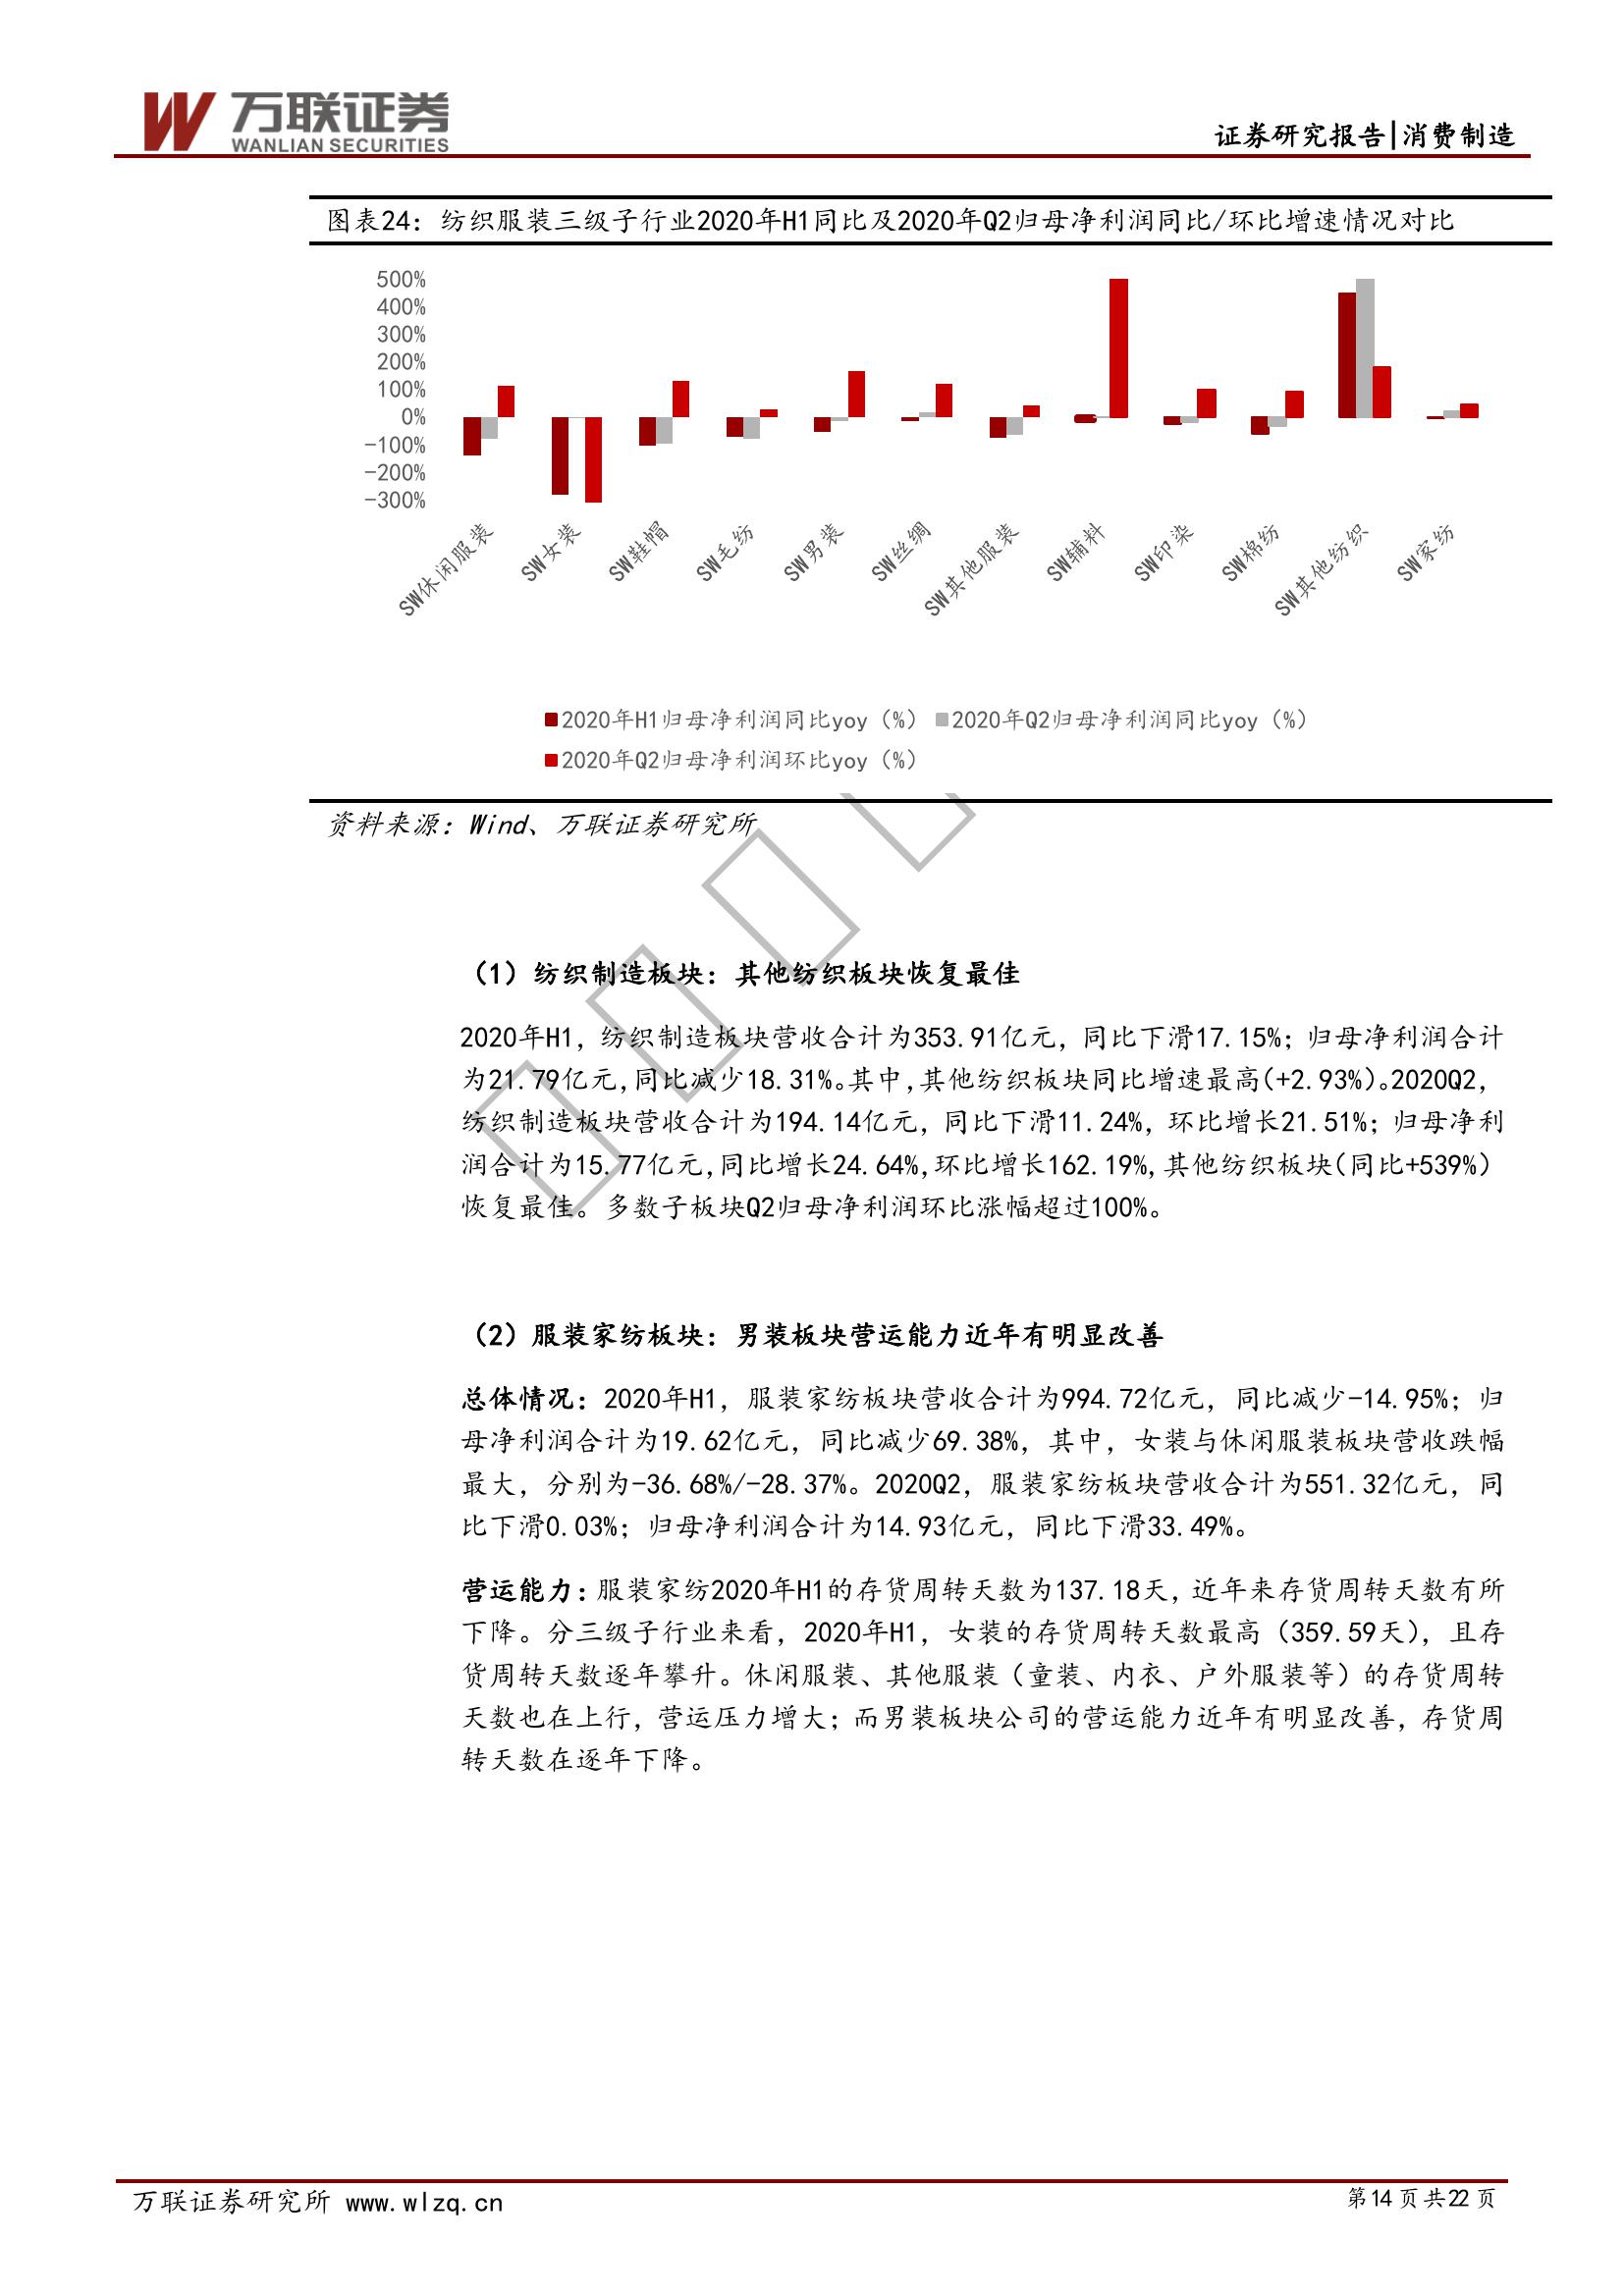 万联证券
WANLIAN SECURITIES
证券研究报告|消费制造
图表24：纺织服装三级子行业2020年H1同比及2020年Q2归母净利润同比/环比增速情况对比
500%
400%
300%
200%
100%
0%
-100%
-200%
-300%
SW休闲服装
SW女装
SW鞋帽
SW毛纺
SW男装
SW丝绸
SW其他服装
SW辅料
SW印染
SW棉纺
SW其他纺织
SW家纺
2020年H1归母净利润同比yoy（%） 2020年Q2归母净利润同比yoy（%）
2020年Q2归母净利润环比yoy（%）
资料来源：Wind、万联证券研究所
（1）纺织制造板块：其他纺织板块恢复最佳
2020年H1，纺织制造板块营收合计为353.91亿元，同比下滑17.15%；归母净利润合计
为21.79亿元，同比减少18.31%。其中，其他纺织板块同比增速最高（+2.93%）。2020Q2，
纺织制造板块营收合计为194.14亿元，同比下滑11.24%，环比增长21.51%；归母净利
润合计为15.77亿元，同比增长24.64%，环比增长162.19%，其他纺织板块（同比+539%）
恢复最佳。多数子板块Q2归母净利润环比涨幅超过100%。
（2）服装家纺板块：男装板块营运能力近年有明显改善
总体情况：2020年H1，服装家纺板块营收合计为994.72亿元，同比减少-14.95%；归
母净利润合计为19.62亿元，同比减少69.38%，其中，女装与休闲服装板块营收跌幅
最大，分别为-36.68%/-28.37%。2020Q2，服装家纺板块营收合计为551.32亿元，同
比下滑0.03%；归母净利润合计为14.93亿元，同比下滑33.49%。
营运能力：服装家纺2020年H1的存货周转天数为137.18天，近年来存货周转天数有所
下降。分三级子行业来看，2020年H1，女装的存货周转天数最高（359.59天），且存
货周转天数逐年攀升。休闲服装、其他服装（童装、内衣、户外服装等）的存货周转
天数也在上行，营运压力增大；而男装板块公司的营运能力近年有明显改善，存货周
转天数在逐年下降。
万联证券研究所 www.wlzq.cn
第14页共22页